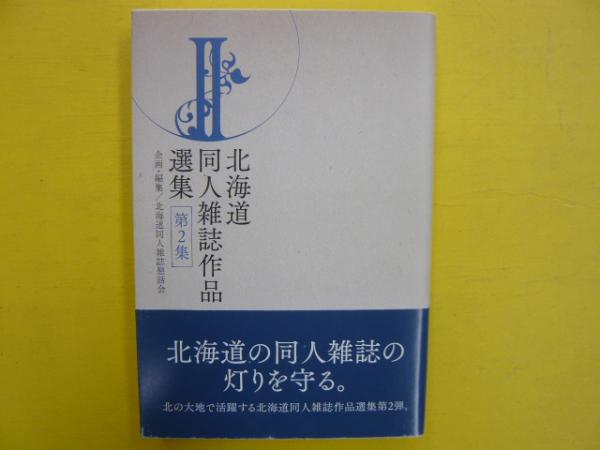 北海道
同人雑誌作品
選集
第2集
企画・編集/北海道同人雑誌懇話会
北海道の同人雑誌の
灯りを守る。
北の大地で活躍する北海道同人雑誌作品選集第2弾。